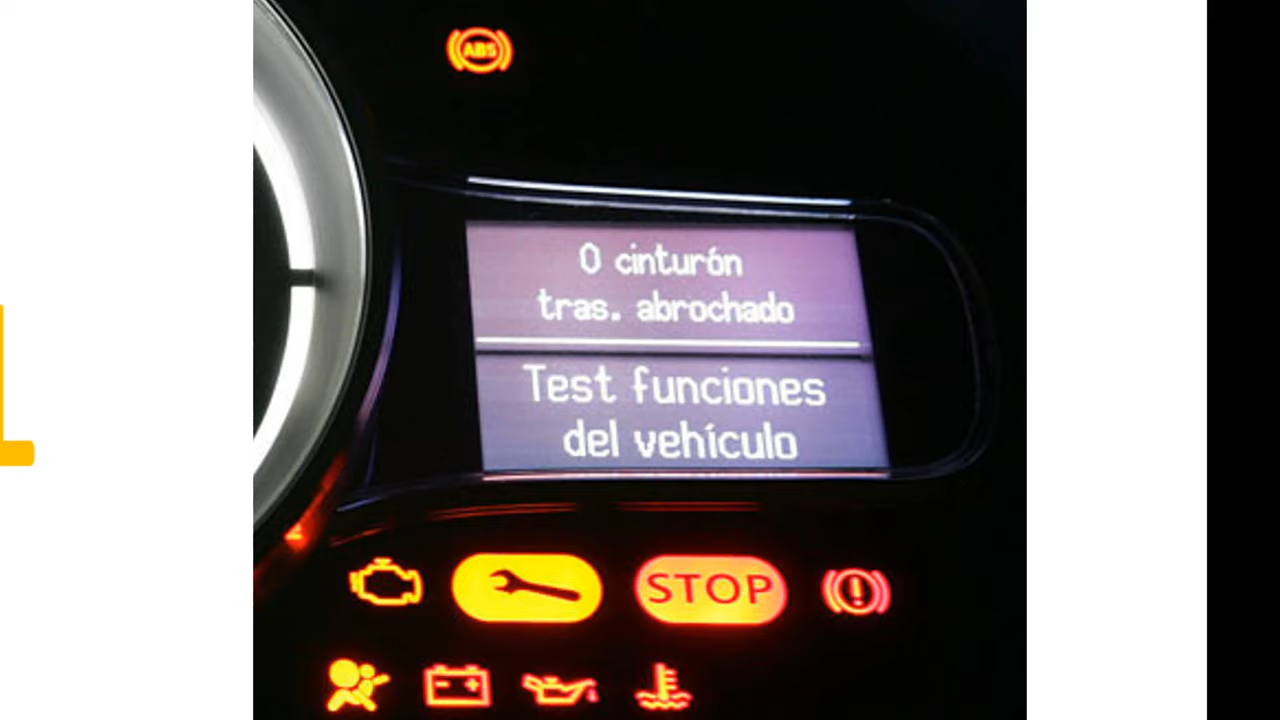 ABS
0 cinturón
tras. abrochado
Test funciones
del vehículo
STOP